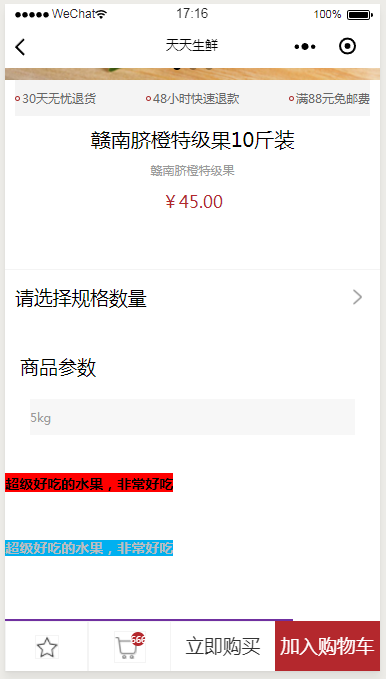 WeChat 17:16 100%
天天生鲜
30天无忧退货 48小时快速退款 满88元免邮费
赣南脐橙特级果10斤装
赣南脐橙特级果
￥45.00
请选择规格数量
商品参数
5kg
超级好吃的水果，非常好吃
超级好吃的水果，非常好吃
666
立即购买 加入购物车